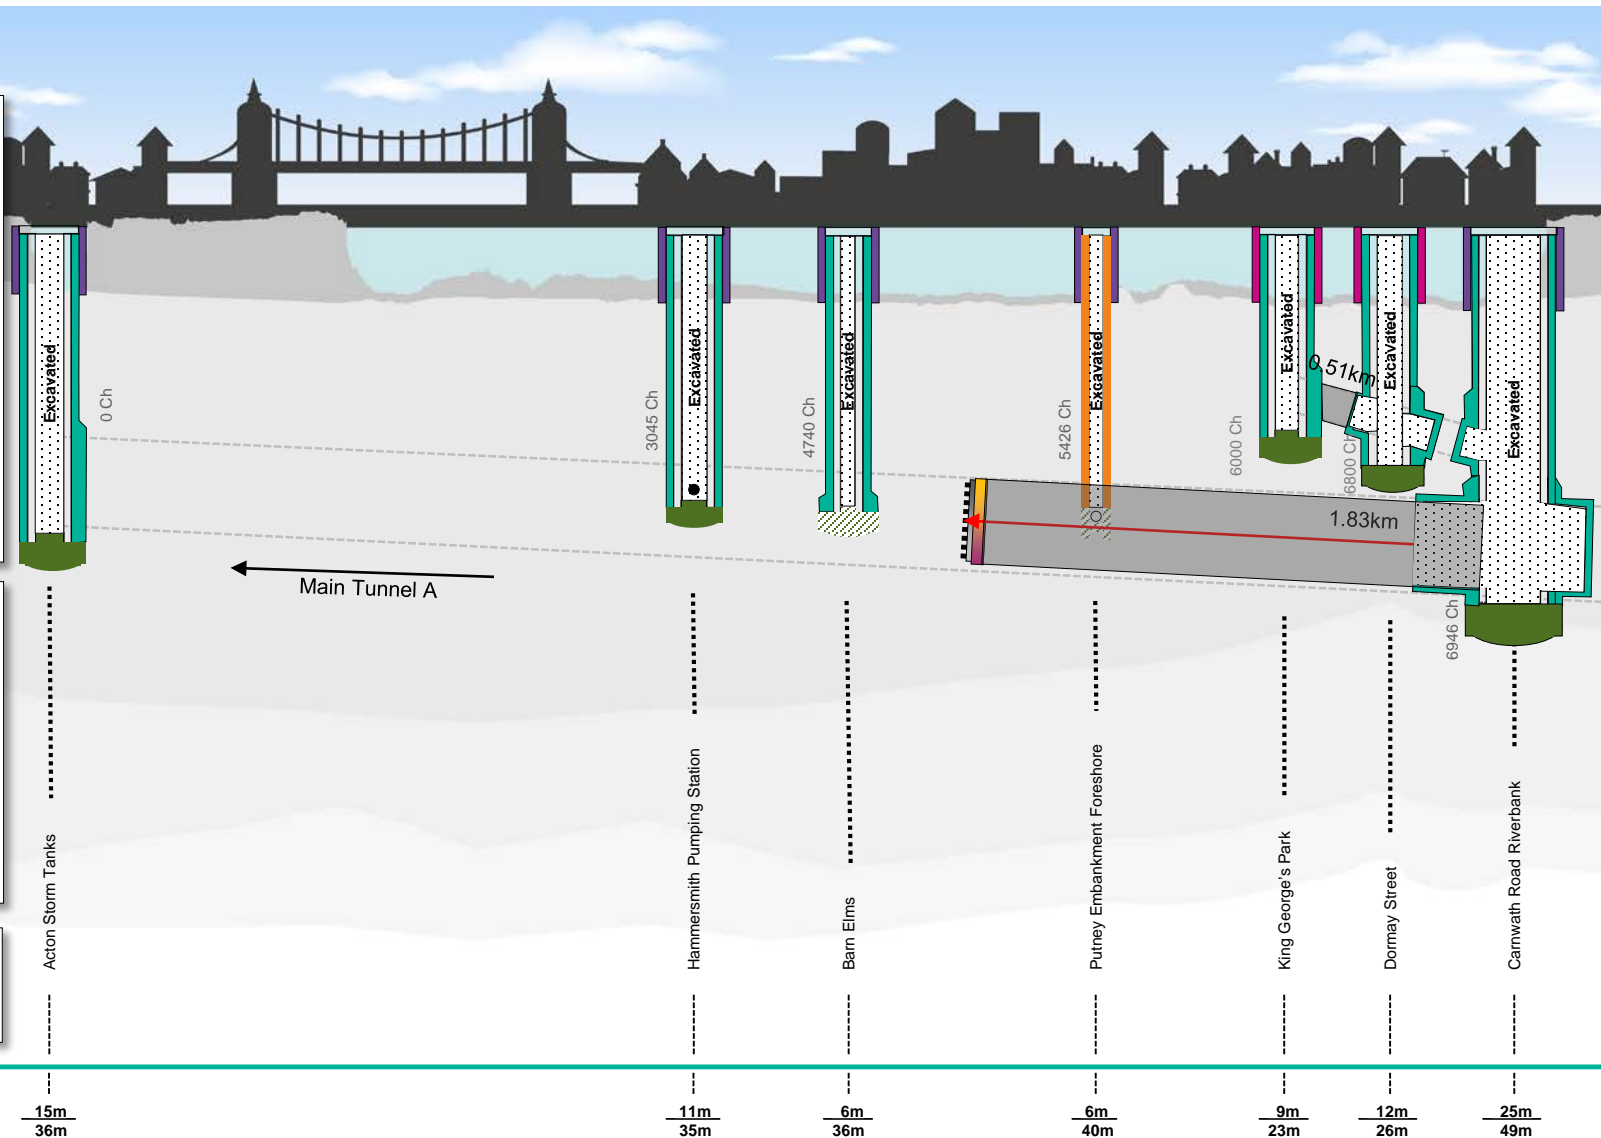 Excavated
Excavated
Excavated
Excavated
Excavated
Excavated
Excavated
0 Ch
3045 Ch
4740 Ch
5426 Ch
6000 Ch
6800 Ch
6946 Ch
0.51km
1.83km
Main Tunnel A
Acton Storm Tanks
Hammersmith Pumping Station
Barn Elms
Putney Embankment Foreshore
King George's Park
Dormay Street
Carnwath Road Riverbank
15m
36m
11m
35m
6m
36m
6m
40m
9m
23m
12m
26m
25m
49m